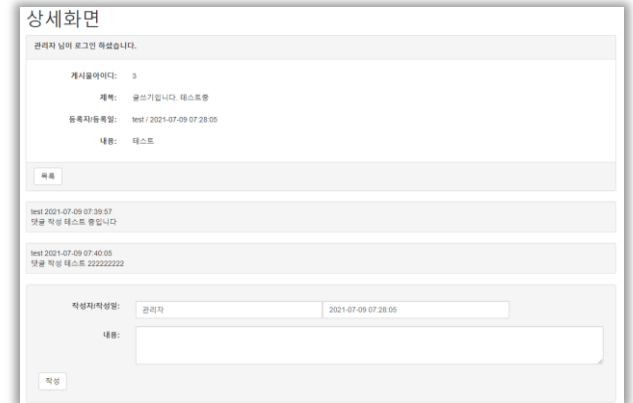 상세화면
관리자 님이 로그인 하셨습니다.
게시물아이디: 3
제목: 글쓰기입니다. 테스트중
등록자/등록일: test / 2021-07-09 07:28:05
내용: 테스트
목록
test 2021-07-09 07:39:57
댓글 작성 테스트 중입니다
test 2021-07-09 07:40:05
댓글 작성 테스트 222222222
작성자/작성일: 관리자 2021-07-09 07:28:05
내용:
작성